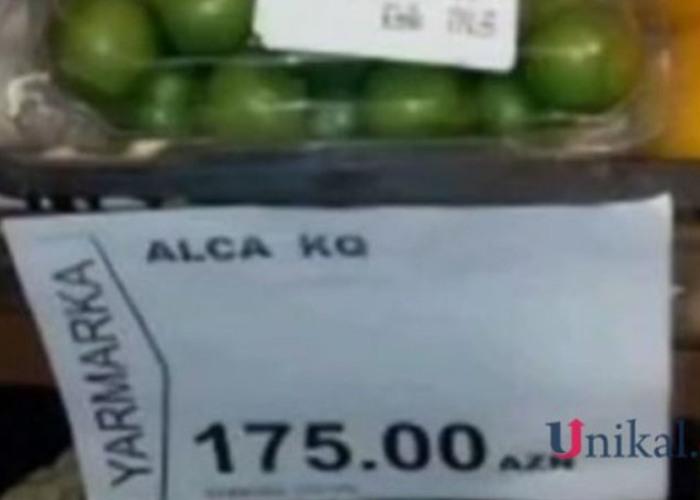 ALCA KQ
YARMARKA
175.00 AZN
Unikal.